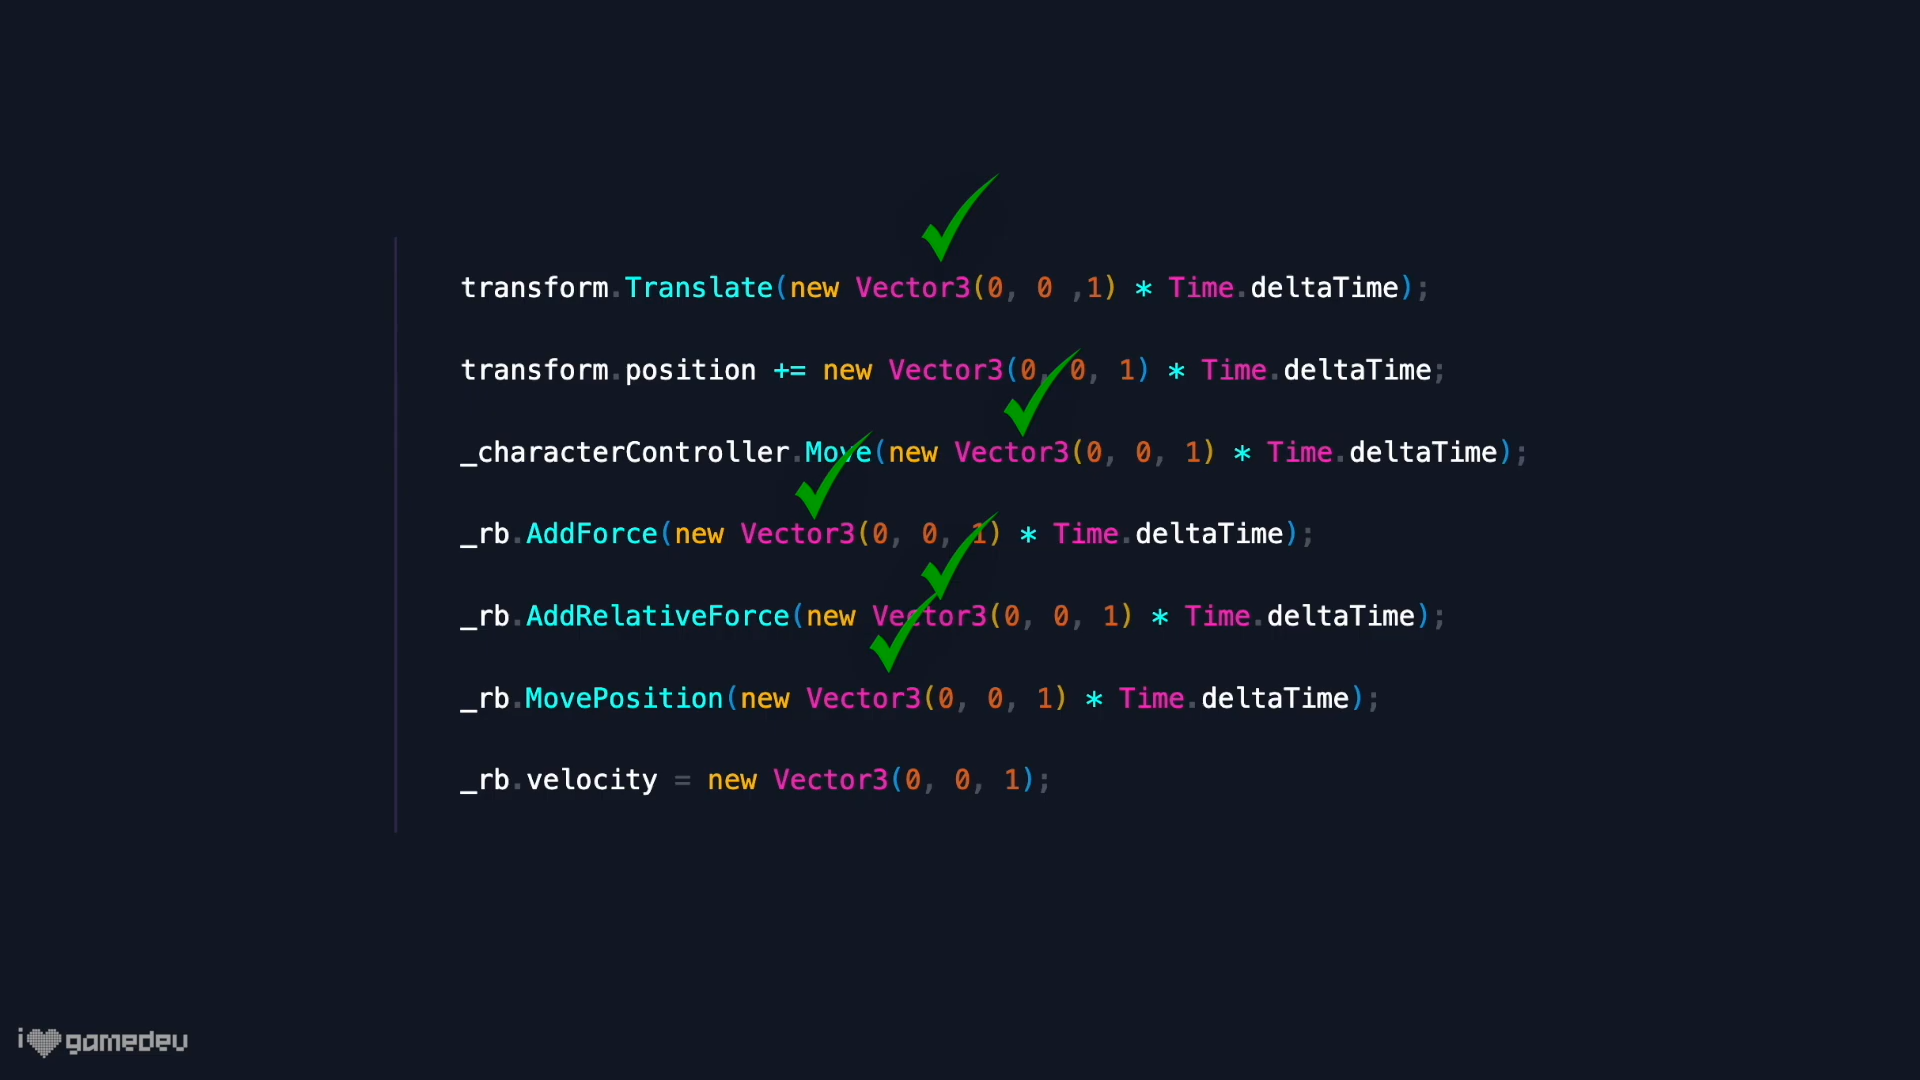 transform.Translate(new Vector3(0, 0 ,1) * Time.deltaTime);
transform.position += new Vector3(0, 0, 1) * Time.deltaTime;
_characterController.Move(new Vector3(0, 0, 1) * Time.deltaTime);
_rb.AddForce(new Vector3(0, 0, 1) * Time.deltaTime);
_rb.AddRelativeForce(new Vector3(0, 0, 1) * Time.deltaTime);
_rb.MovePosition(new Vector3(0, 0, 1) * Time.deltaTime);
_rb.velocity = new Vector3(0, 0, 1);
i gamedev